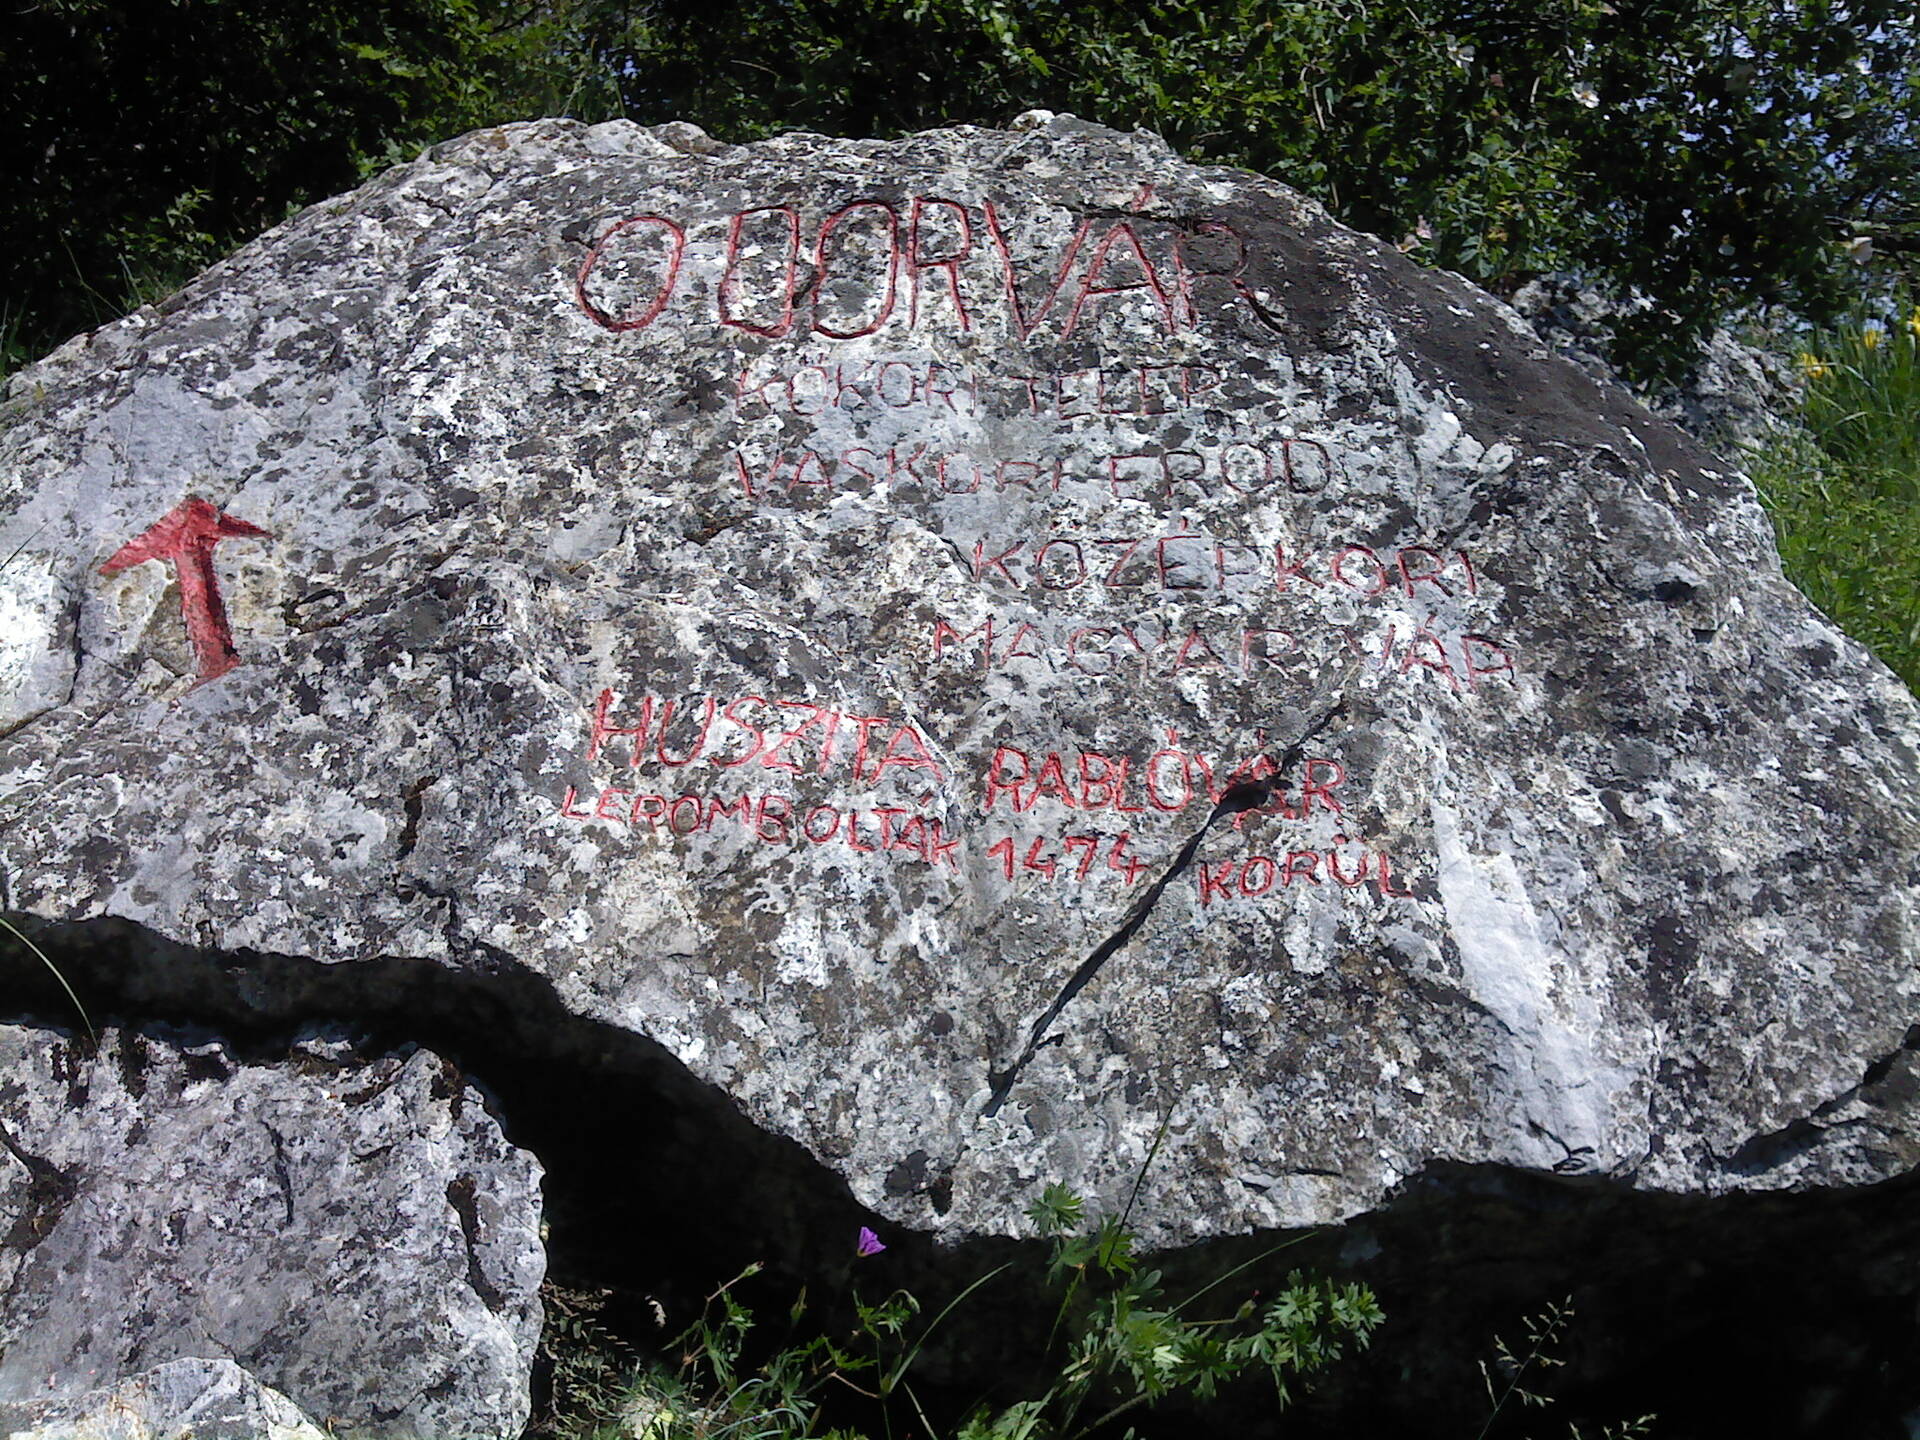 ODORVÁR
KŐKORI TELEP
VASKORI ERŐD
KÖZÉPKORI
MAGYAR VÁR
HUSZITA RABLÓVÁR
LEROMBOLTÁK 1474 KÖRÜL